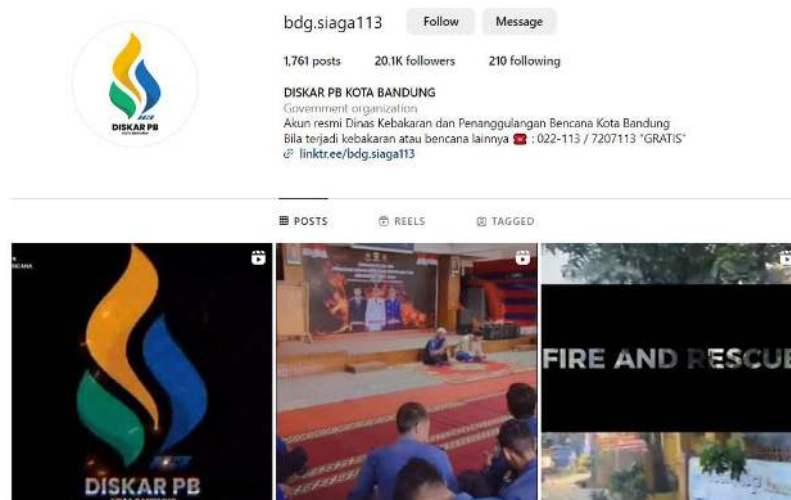 bdg.siaga113 Follow Message
1,761 posts 20.1K followers 210 following
DISKAR PB KOTA BANDUNG
Government organization
Akun resmi Dinas Kebakaran dan Penanggulangan Bencana Kota Bandung
Bila terjadi kebakaran atau bencana lainnya ☎️ : 022-113 / 7207113 "GRATIS"
linktr.ee/bdg.siaga113
DISKAR PB
POSTS REELS TAGGED
FIRE AND RESCUE
DISKAR PB